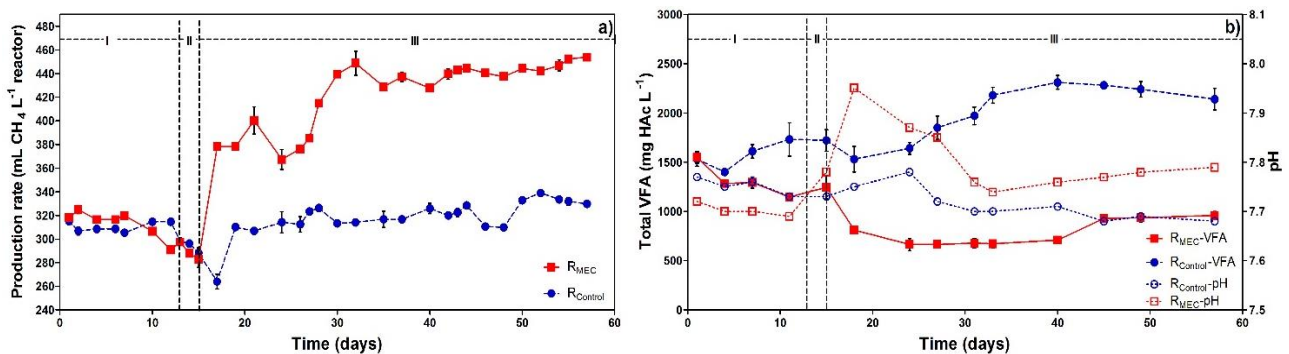 a)
I II III
Production rate (mL CH4 L-1 reactor)
480
460
440
420
400
380
360
340
320
300
280
260
240
0 10 20 30 40 50 60
Time (days)
RMEC
RControl
b)
I II III
Total VFA (mg HAc L-1)
3000
2500
2000
1500
1000
500
0
0 10 20 30 40 50 60
Time (days)
8.1
8.0
7.9
7.8
7.7
7.6
7.5
pH
RMEC-VFA
RControl-VFA
RControl-pH
RMEC-pH